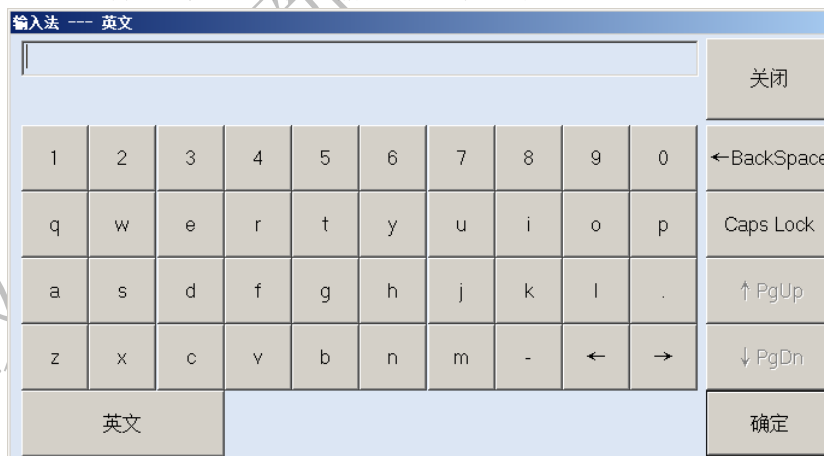 输入法 --- 英文
关闭
1 2 3 4 5 6 7 8 9 0 ←BackSpace
q w e r t y u i o p Caps Lock
a s d f g h j k l . ↑PgUp
z x c v b n m - ← → ↓PgDn
英文 确定